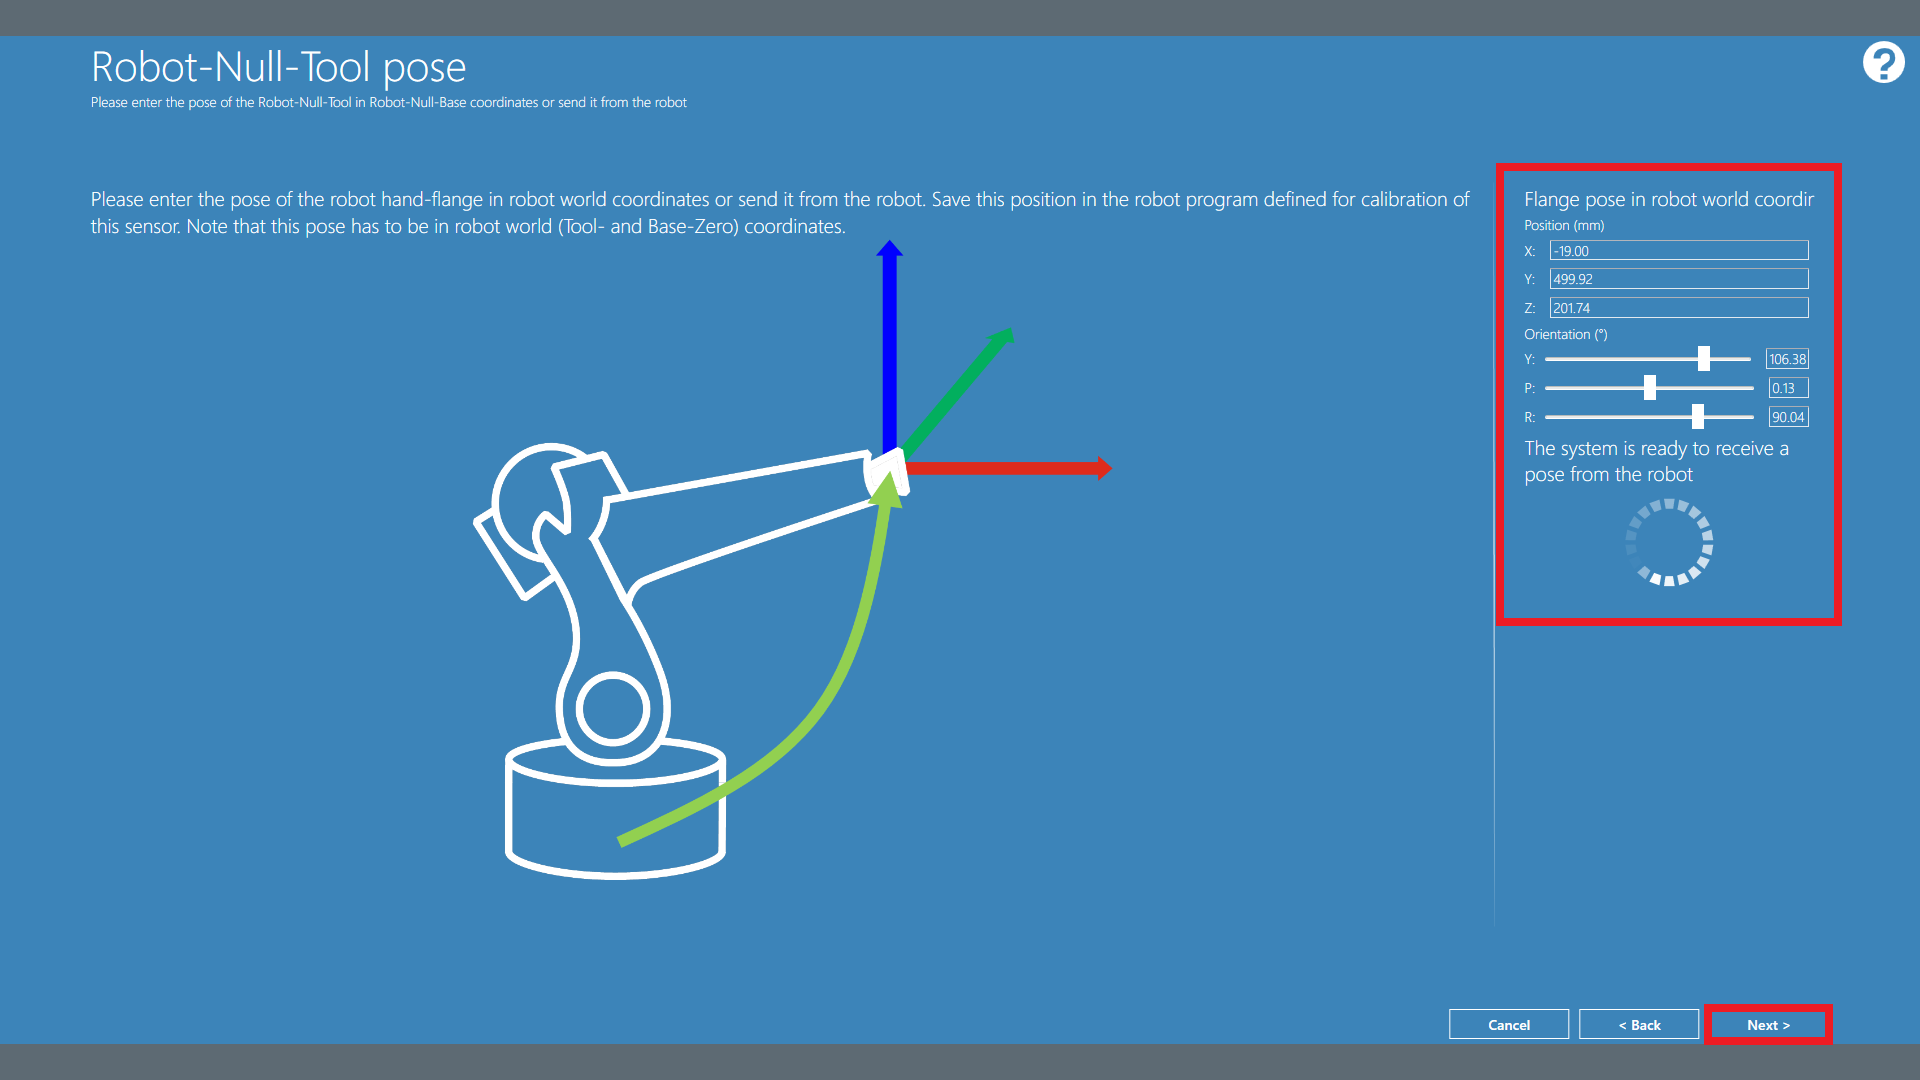 Robot-Null-Tool pose
?
Please enter the pose of the Robot-Null-Tool in Robot-Null-Base coordinates or send it from the robot
Please enter the pose of the robot hand-flange in robot world coordinates or send it from the robot. Save this position in the robot program defined for calibration of
this sensor. Note that this pose has to be in robot world (Tool- and Base-Zero) coordinates.
Flange pose in robot world coordir
Position (mm)
X: -19.00
Y: 499.92
Z: 201.74
Orientation (°)
Y: 106.38
P: 0.13
R: 90.04
The system is ready to receive a
pose from the robot
Cancel
< Back
Next >